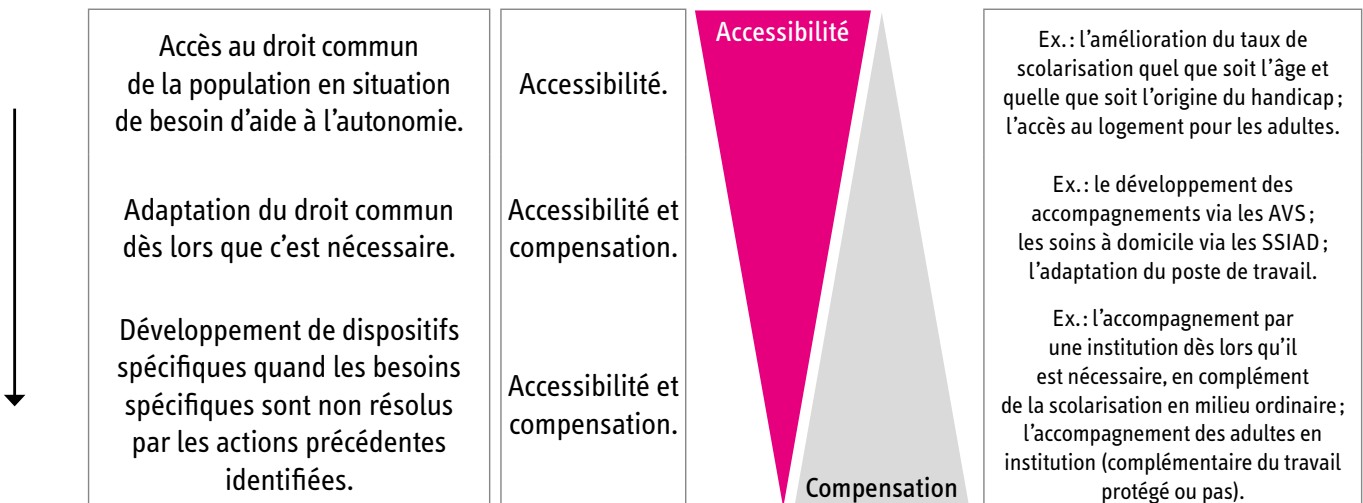 Accès au droit commun
de la population en situation
de besoin d'aide à l'autonomie.
Accessibilité.
Accessibilité
Ex. : l'amélioration du taux de
scolarisation quel que soit l'âge et
quelle que soit l'origine du handicap ;
l'accès au logement pour les adultes.
Adaptation du droit commun
dès lors que c'est nécessaire.
Accessibilité et
compensation.
Ex. : le développement des
accompagnements via les AVS ;
les soins à domicile via les SSIAD ;
l'adaptation du poste de travail.
Développement de dispositifs
spécifiques quand les besoins
spécifiques sont non résolus
par les actions précédentes
identifiées.
Accessibilité et
compensation.
Compensation
Ex. : l'accompagnement par
une institution dès lors qu'il
est nécessaire, en complément
de la scolarisation en milieu ordinaire ;
l'accompagnement des adultes en
institution (complémentaire du travail
protégé ou pas).